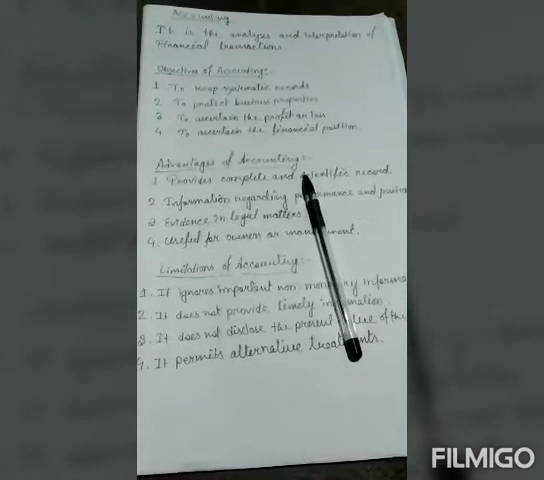 Accounting
It is the analysis and interpretation of
Financial transactions.
Objectives of Accounting:-
1 To keep systematic records
2 To protect business properties
3 To ascertain the profit or loss
4 To ascertain the financial position.
Advantages of Accounting:-
1 Provides complete and scientific record
2 Information regarding performance and position
3 Evidence in legal matters.
4. Useful for owners or management.
Limitations of Accounting:-
1. It ignores important non monetary informa
2. It does not provide timely information.
3. It does not disclose the present value of the
4. It permits alternative treatments.
FILMIGO